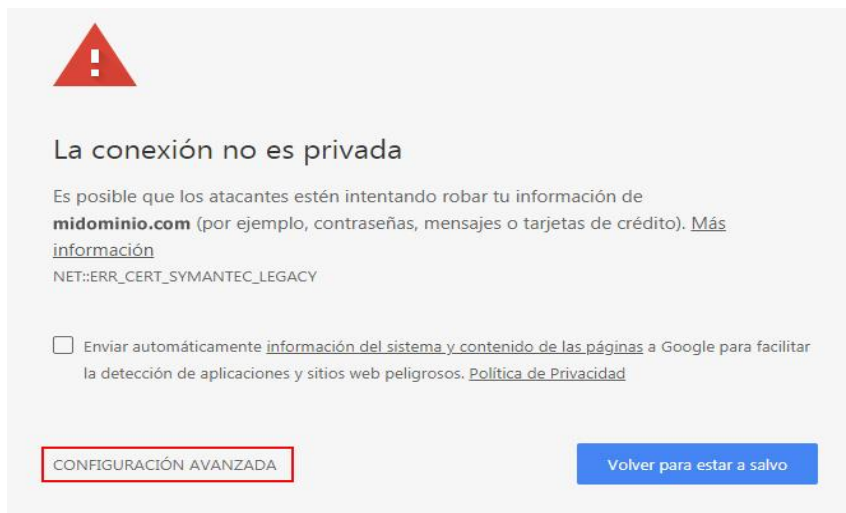 La conexión no es privada
Es posible que los atacantes estén intentando robar tu información de
midominio.com (por ejemplo, contraseñas, mensajes o tarjetas de crédito). Más
información
NET::ERR_CERT_SYMANTEC_LEGACY
Enviar automáticamente información del sistema y contenido de las páginas a Google para facilitar
la detección de aplicaciones y sitios web peligrosos. Política de Privacidad
CONFIGURACIÓN AVANZADA
Volver para estar a salvo